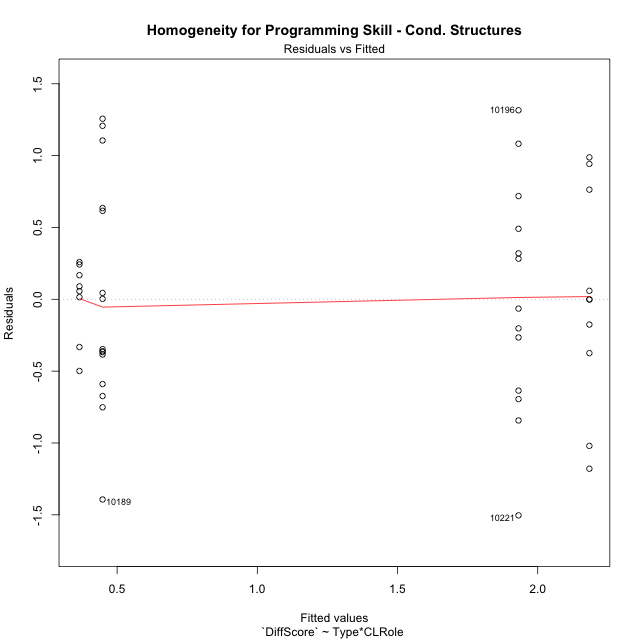 Homogeneity for Programming Skill - Cond. Structures
Residuals vs Fitted
1.5
1.0
0.5
0.0
-0.5
-1.0
-1.5
Residuals
10196
10189
10221
0.5
1.0
1.5
2.0
Fitted values
`DiffScore` ~ Type*CLRole